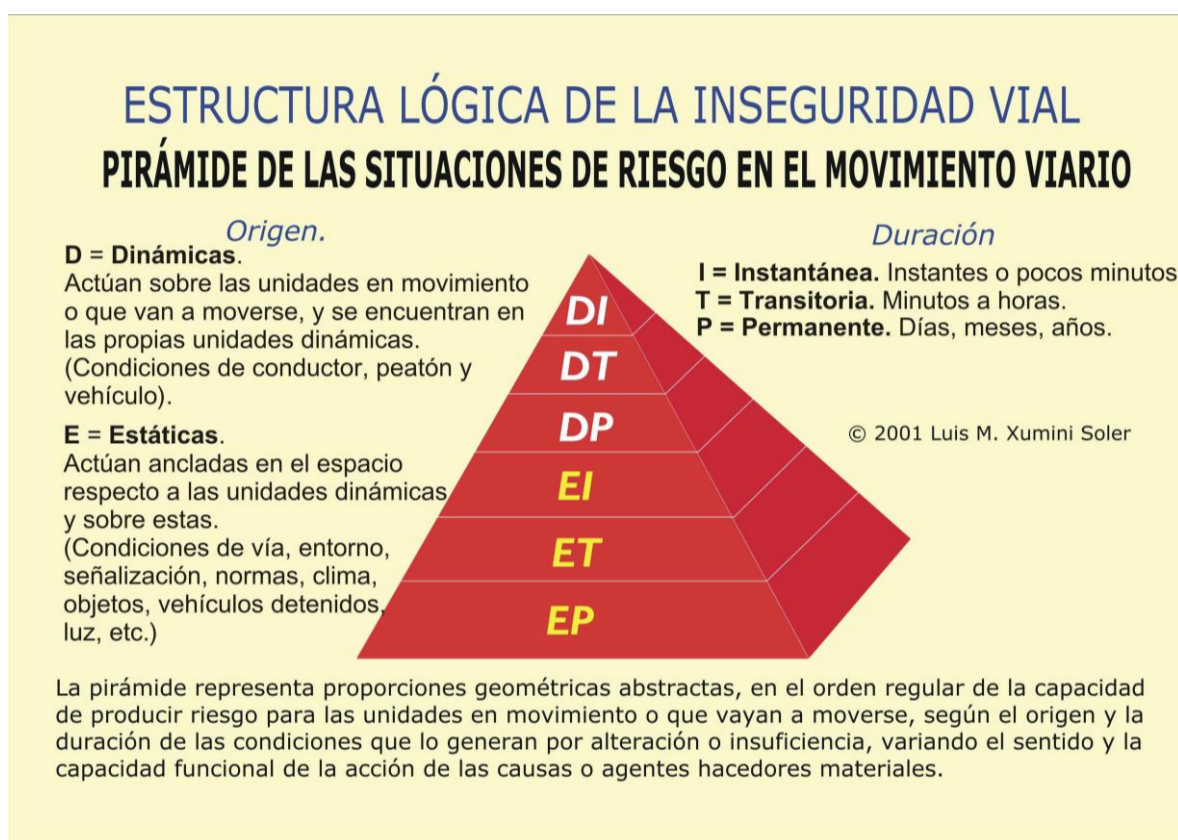 ESTRUCTURA LÓGICA DE LA INSEGURIDAD VIAL
PIRÁMIDE DE LAS SITUACIONES DE RIESGO EN EL MOVIMIENTO VIARIO
Origen.
D = Dinámicas.
Actúan sobre las unidades en movimiento
o que van a moverse, y se encuentran en
las propias unidades dinámicas.
(Condiciones de conductor, peatón y
vehículo).
E = Estáticas.
Actúan ancladas en el espacio
respecto a las unidades dinámicas
y sobre estas.
(Condiciones de vía, entorno,
señalización, normas, clima,
objetos, vehículos detenidos,
luz, etc.)
DI
DT
DP
EI
ET
EP
Duración
I = Instantánea. Instantes o pocos minutos
T = Transitoria. Minutos a horas.
P = Permanente. Días, meses, años.
© 2001 Luis M. Xumini Soler
La pirámide representa proporciones geométricas abstractas, en el orden regular de la capacidad
de producir riesgo para las unidades en movimiento o que vayan a moverse, según el origen y la
duración de las condiciones que lo generan por alteración o insuficiencia, variando el sentido y la
capacidad funcional de la acción de las causas o agentes hacedores materiales.